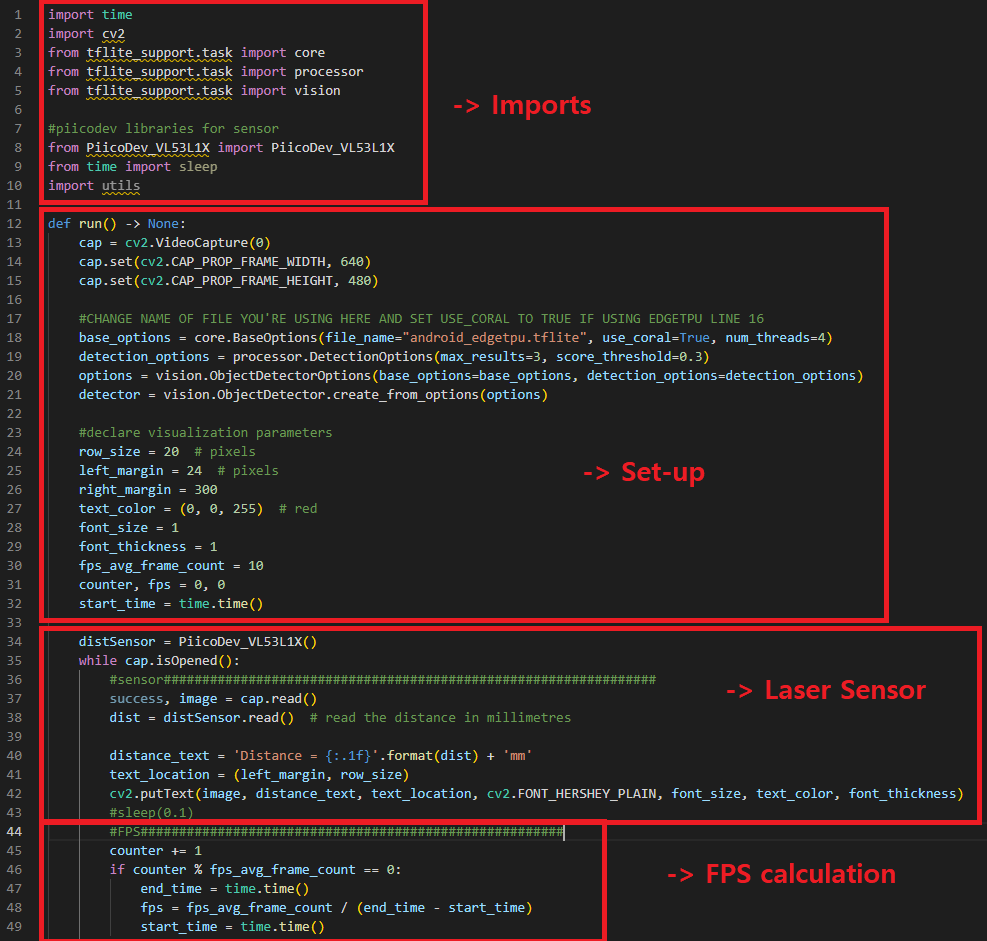 1 import time
2 import cv2
3 from tflite_support.task import core
4 from tflite_support.task import processor
5 from tflite_support.task import vision
-> Imports
6
7 #piicodev libraries for sensor
8 from PiicoDev_VL53L1X import PiicoDev_VL53L1X
9 from time import sleep
10 import utils
11
12 def run() -> None:
13     cap = cv2.VideoCapture(0)
14     cap.set(cv2.CAP_PROP_FRAME_WIDTH, 640)
15     cap.set(cv2.CAP_PROP_FRAME_HEIGHT, 480)
16
17     #CHANGE NAME OF FILE YOU'RE USING HERE AND SET USE_CORAL TO TRUE IF USING EDGETPU LINE 16
18     base_options = core.BaseOptions(file_name="android_edgetpu.tflite", use_coral=True, num_threads=4)
19     detection_options = processor.DetectionOptions(max_results=3, score_threshold=0.3)
20     options = vision.ObjectDetectorOptions(base_options=base_options, detection_options=detection_options)
21     detector = vision.ObjectDetector.create_from_options(options)
22
23     #declare visualization parameters
24     row_size = 20  # pixels
25     left_margin = 24  # pixels
-> Set-up
26     right_margin = 300
27     text_color = (0, 0, 255)  # red
28     font_size = 1
29     font_thickness = 1
30     fps_avg_frame_count = 10
31     counter, fps = 0, 0
32     start_time = time.time()
33
34     distSensor = PiicoDev_VL53L1X()
35     while cap.isOpened():
36         #sensor################################################################
-> Laser Sensor
37         success, image = cap.read()
38         dist = distSensor.read()  # read the distance in millimetres
39
40         distance_text = 'Distance = {:.1f}'.format(dist) + 'mm'
41         text_location = (left_margin, row_size)
42         cv2.putText(image, distance_text, text_location, cv2.FONT_HERSHEY_PLAIN, font_size, text_color, font_thickness)
43         #sleep(0.1)
44         #FPS#######################################################
45         counter += 1
46         if counter % fps_avg_frame_count == 0:
-> FPS calculation
47             end_time = time.time()
48             fps = fps_avg_frame_count / (end_time - start_time)
49             start_time = time.time()